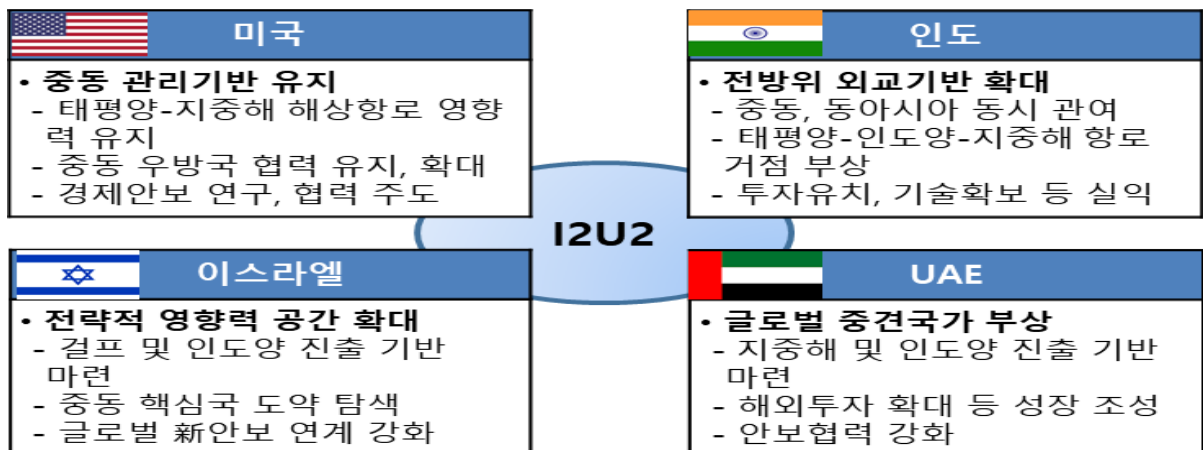 미국
• 중동 관리기반 유지
- 태평양-지중해 해상항로 영향
력 유지
- 중동 우방국 협력 유지, 확대
- 경제안보 연구, 협력 주도
인도
• 전방위 외교기반 확대
- 중동, 동아시아 동시 관여
- 태평양-인도양-지중해 항로
거점 부상
- 투자유치, 기술확보 등 실익
I2U2
이스라엘
• 전략적 영향력 공간 확대
- 걸프 및 인도양 진출 기반
마련
- 중동 핵심국 도약 탐색
- 글로벌 新안보 연계 강화
UAE
• 글로벌 중견국가 부상
- 지중해 및 인도양 진출 기반
마련
- 해외투자 확대 등 성장 조성
- 안보협력 강화